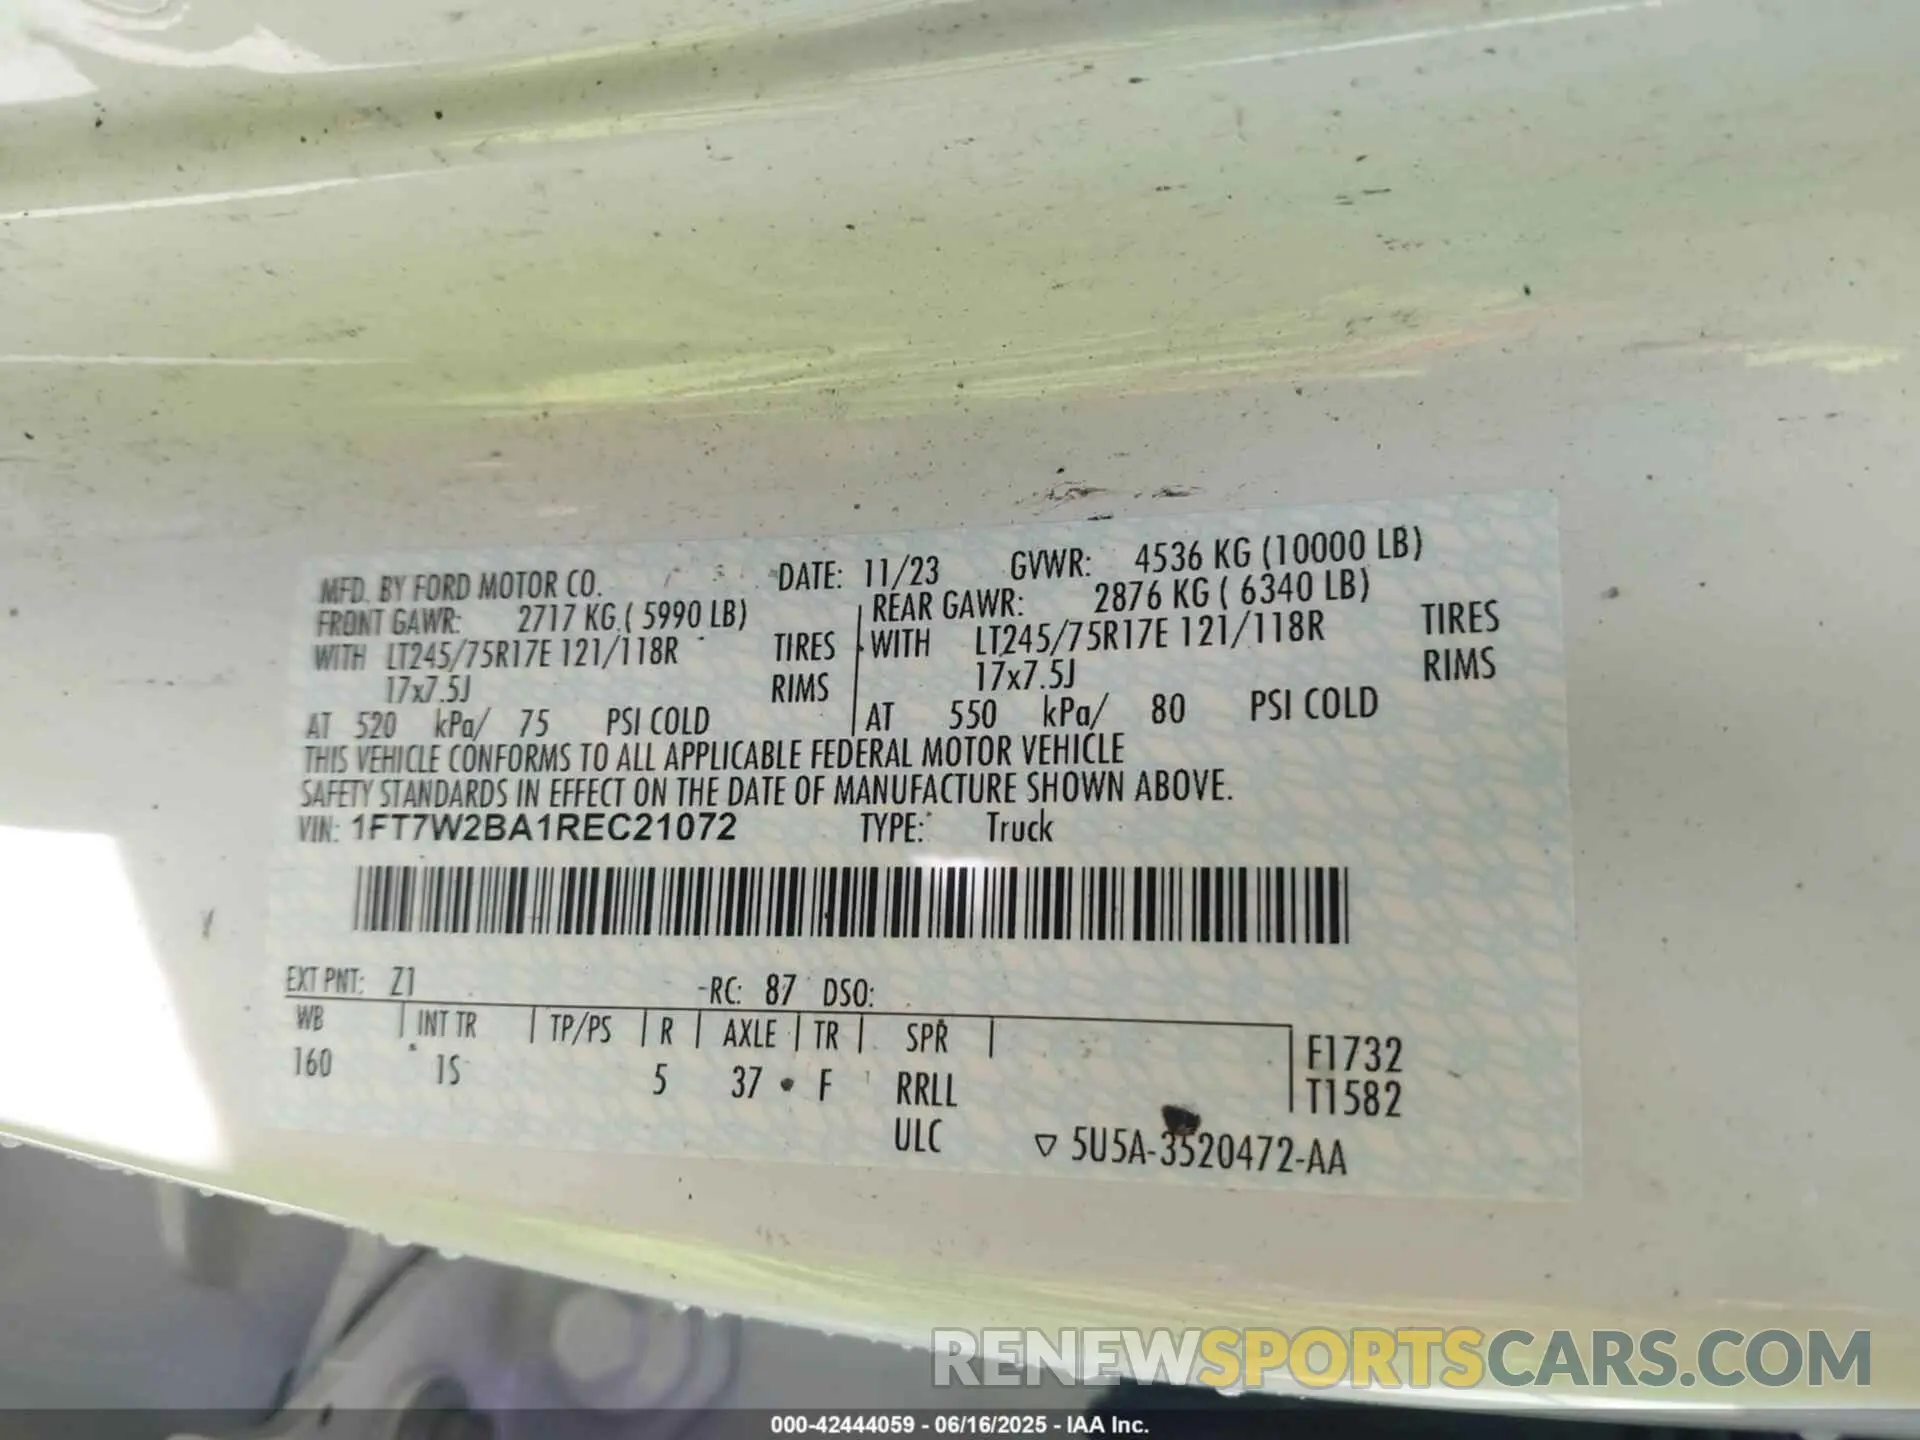 MFD. BY FORD MOTOR CO. DATE: 11/23 GVWR: 4536 KG (10000 LB)
FRONT GAWR: 2717 KG ( 5990 LB) REAR GAWR: 2876 KG ( 6340 LB)
WITH LT245/75R17E 121/118R TIRES WITH LT245/75R17E 121/118R TIRES
17x7.5J RIMS 17x7.5J RIMS
AT 520 kPa/ 75 PSI COLD AT 550 kPa/ 80 PSI COLD
THIS VEHICLE CONFORMS TO ALL APPLICABLE FEDERAL MOTOR VEHICLE
SAFETY STANDARDS IN EFFECT ON THE DATE OF MANUFACTURE SHOWN ABOVE.
VIN: 1FT7W2BA1REC21072 TYPE: Truck
EXT PNT: Z1 RC: 87 DSO:
WB INT TR TP/PS R AXLE TR SPR F1732
160 1S 5 37 F RRLL T1582
ULC ▽ 5U5A-3520472-AA
RENEWSPORTSCARS.COM
000-42444059 - 06/16/2025 - IAA Inc.